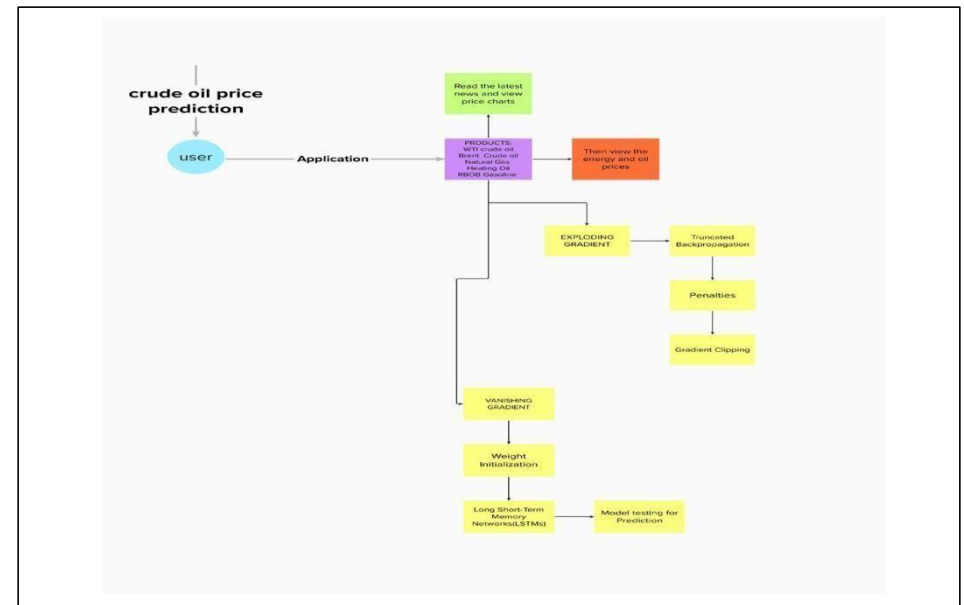 crude oil price
prediction
user
Application
Read the latest
news and view
price charts
PRODUCTS:
WTI crude oil
Brent Crude oil
Natural Gas
Heating Oil
RBOB Gasoline
Then view the
energy and oil
prices
EXPLODING
GRADIENT
Truncated
Backpropagation
Penalties
Gradient Clipping
VANISHING
GRADIENT
Weight
Initialization
Long Short-Term
Memory
Networks(LSTMs)
Model testing for
Prediction